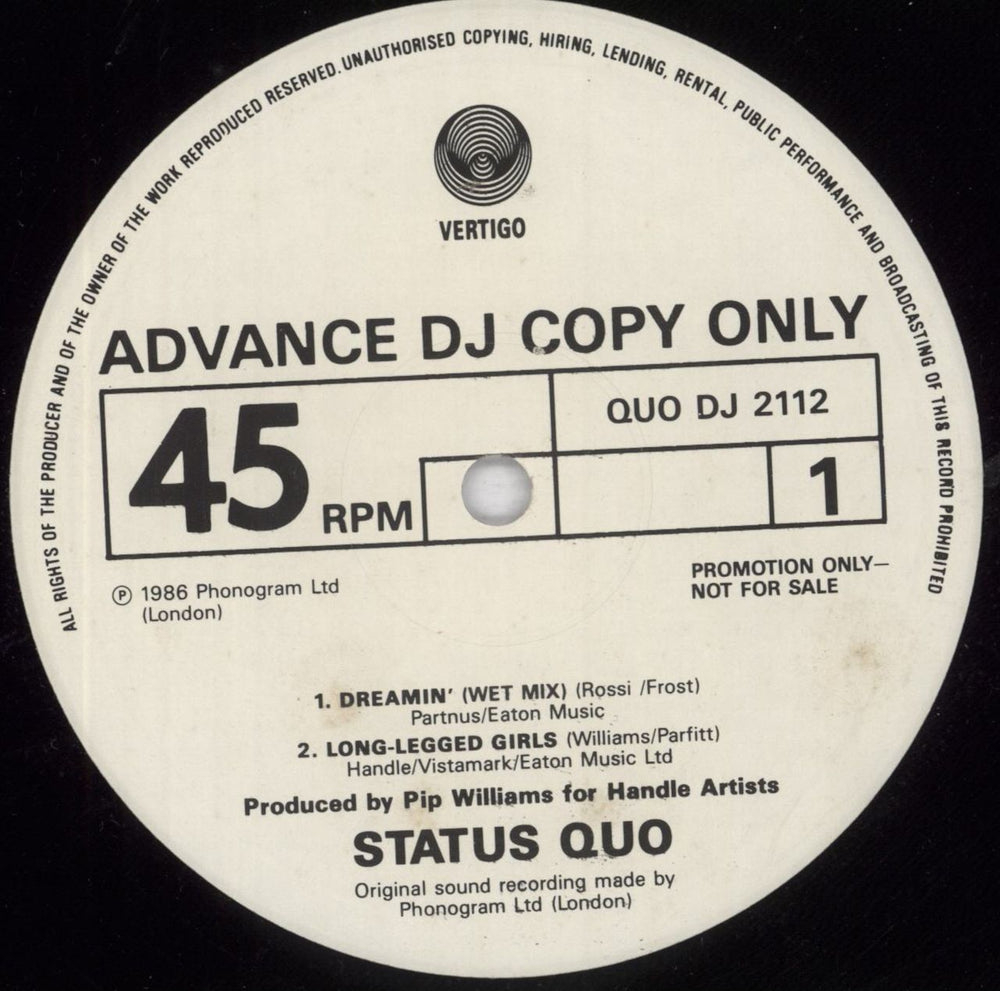 ALL RIGHTS OF THE PRODUCER AND OF THE OWNER OF THE WORK REPRODUCED RESERVED. UNAUTHORISED COPYING, HIRING, LENDING, RENTAL, PUBLIC PERFORMANCE AND BROADCASTING OF THIS RECORD PROHIBITED
VERTIGO
ADVANCE DJ COPY ONLY
45 RPM
QUO DJ 2112
1
℗ 1986 Phonogram Ltd
(London)
PROMOTION ONLY—
NOT FOR SALE
1. DREAMIN' (WET MIX) (Rossi /Frost)
Partnus/Eaton Music
2. LONG-LEGGED GIRLS (Williams/Parfitt)
Handle/Vistamark/Eaton Music Ltd
Produced by Pip Williams for Handle Artists
STATUS QUO
Original sound recording made by
Phonogram Ltd (London)